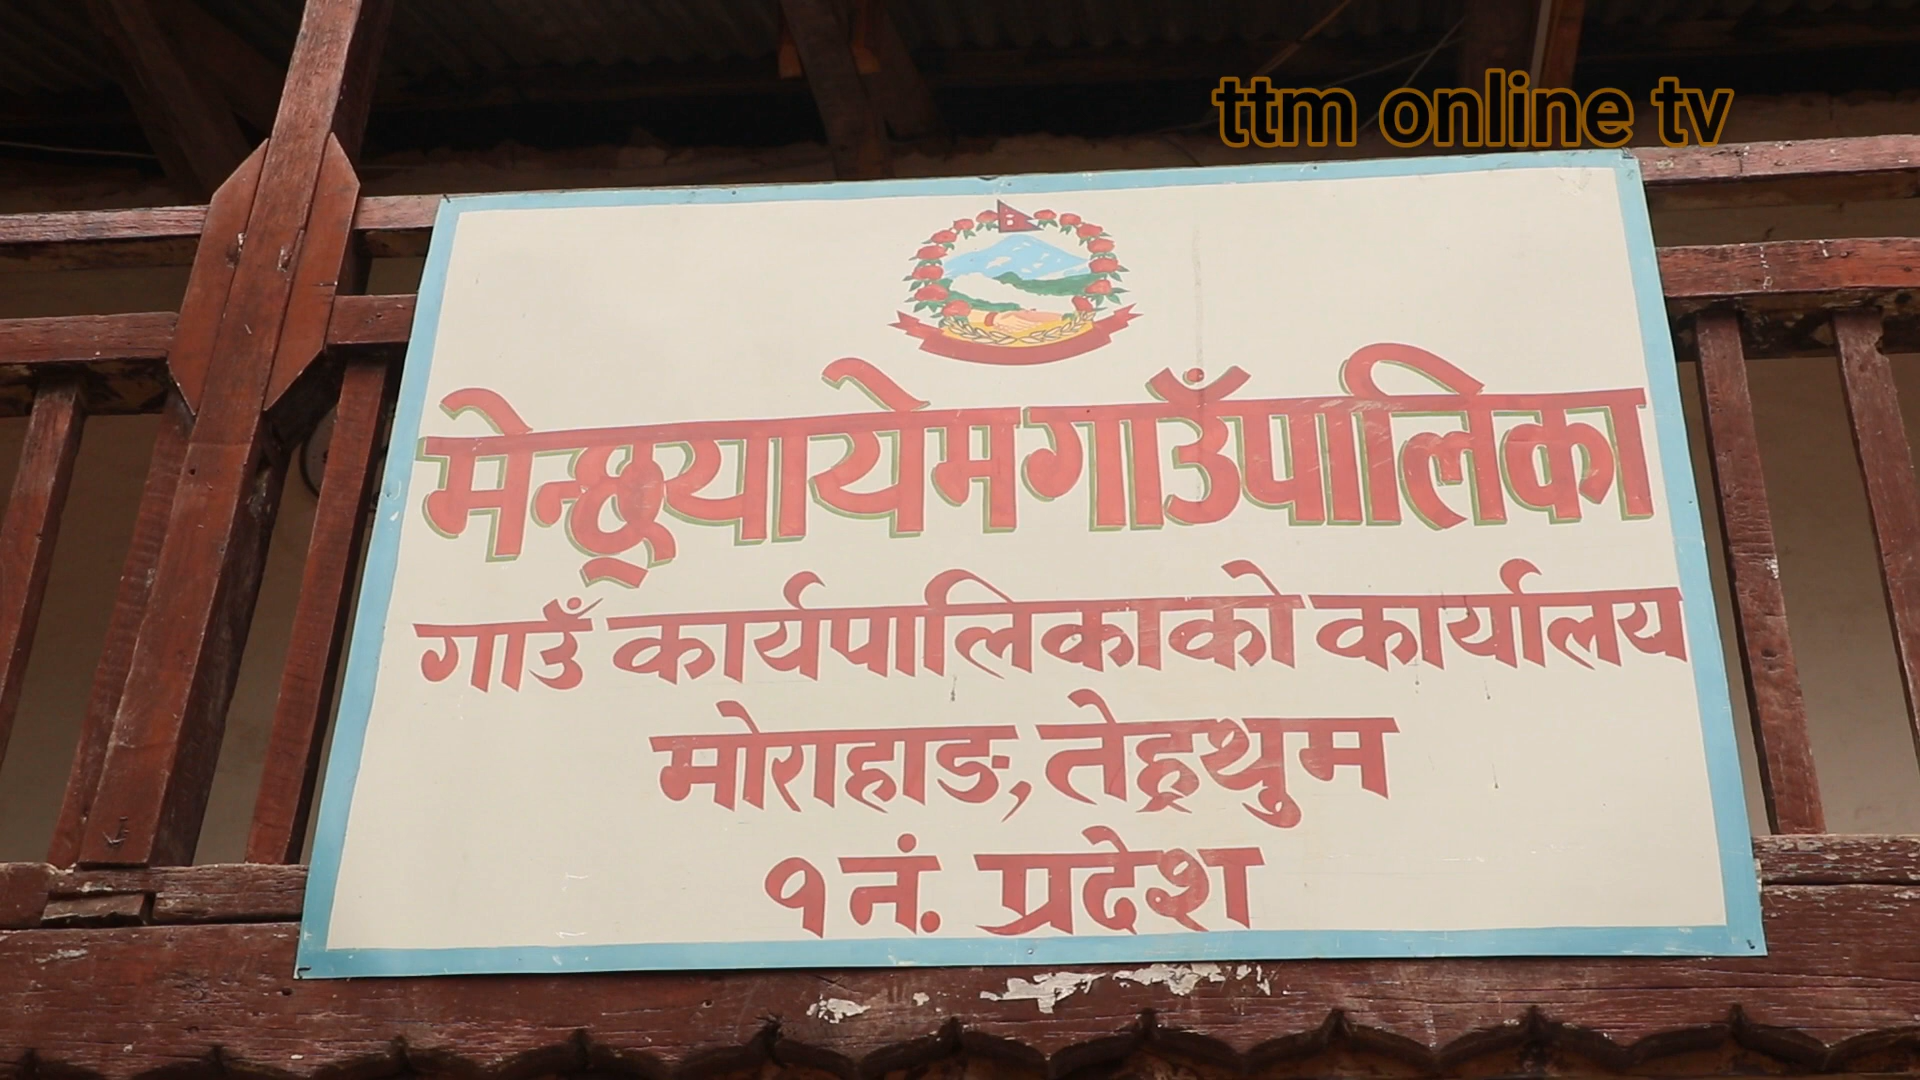 ttm online tv
मेन्छूयायेम गाउँपालिका
गाउँ कार्यपालिकाको कार्यालय
मोराहाङ, तेह्रथुम
१ नं. प्रदेश